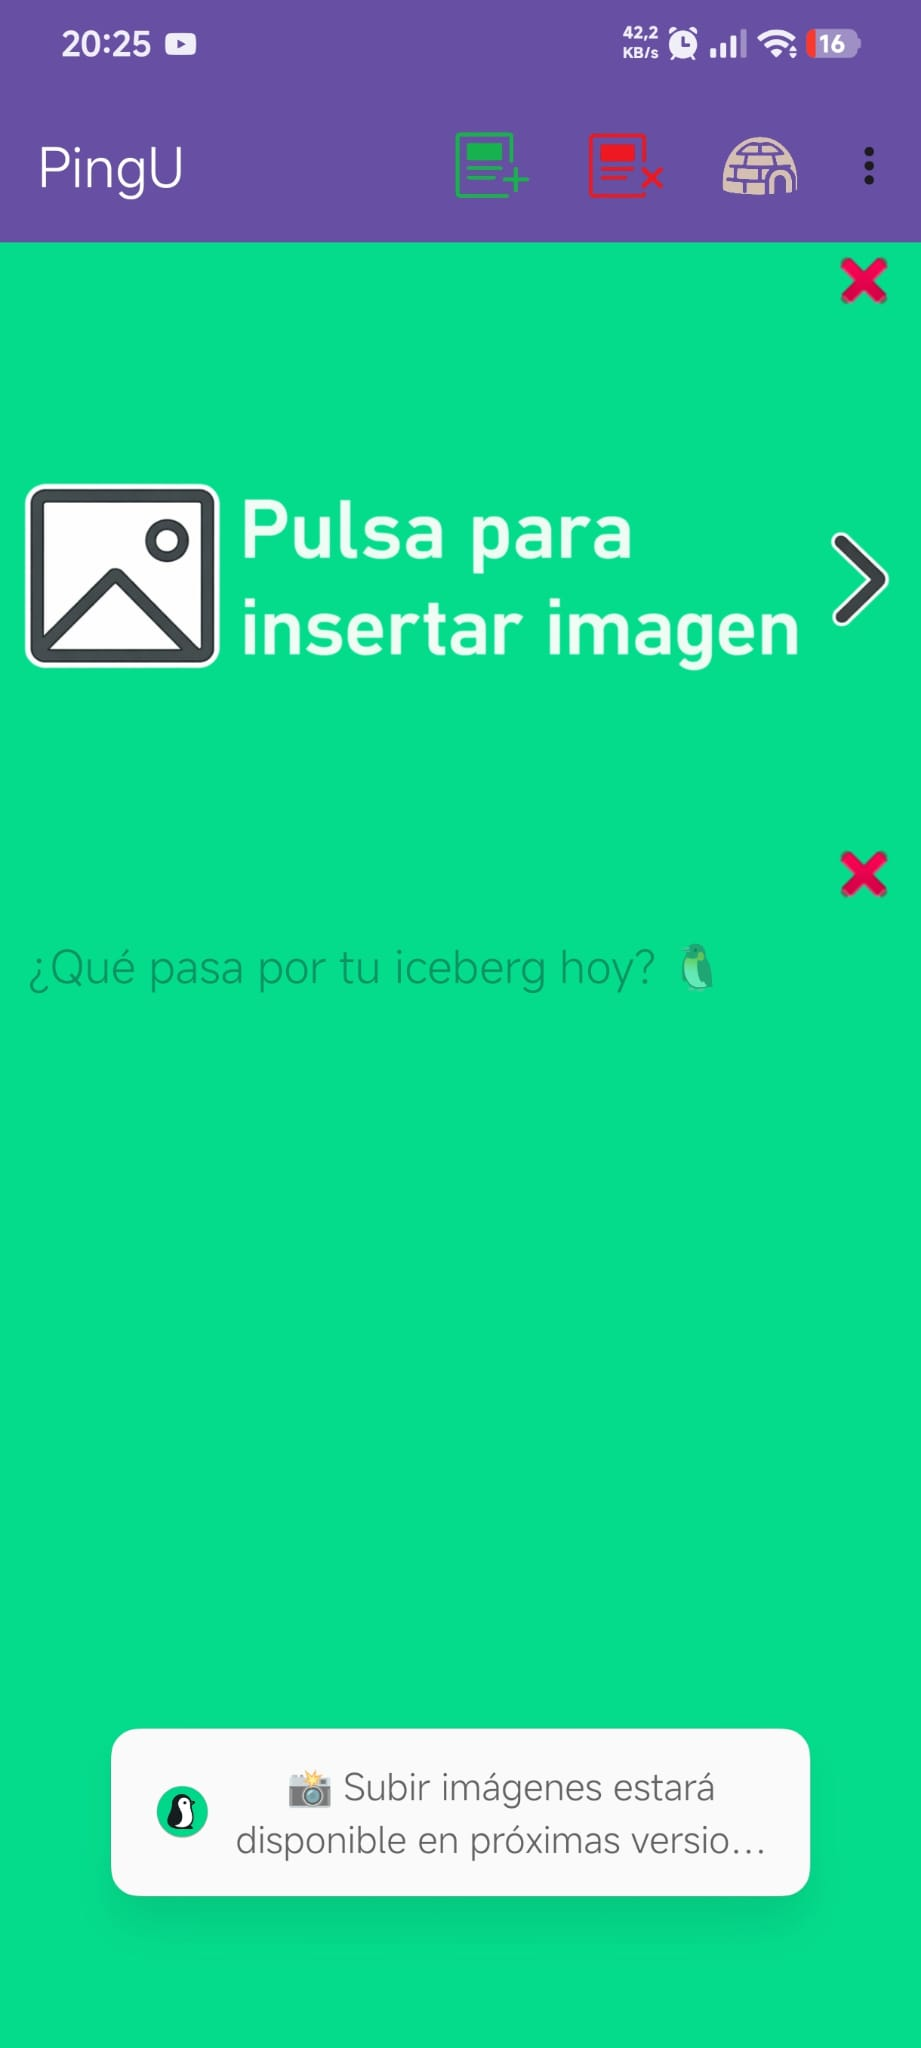 20:25
42,2
KB/s
16
PingU
Pulsa para
insertar imagen
¿Qué pasa por tu iceberg hoy? 🐧
📸 Subir imágenes estará
disponible en próximas versio...